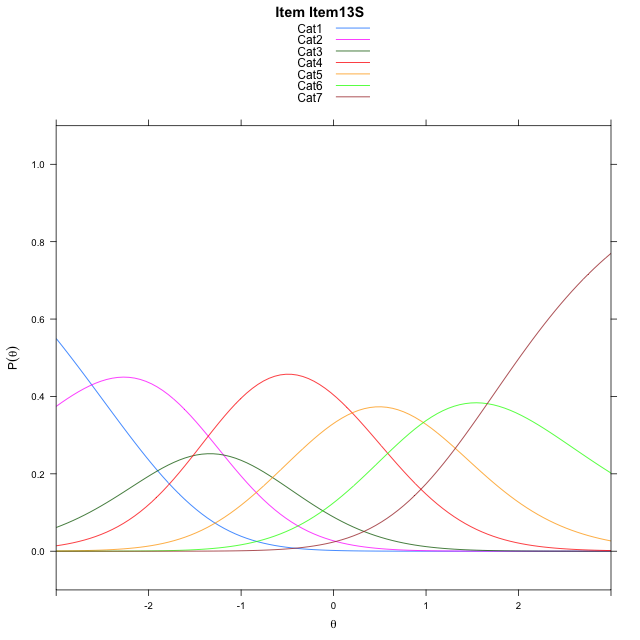 Item Item13S
Cat1
Cat2
Cat3
Cat4
Cat5
Cat6
Cat7
1.0
0.8
0.6
0.4
0.2
0.0
P(θ)
-2 -1 0 1 2
θ